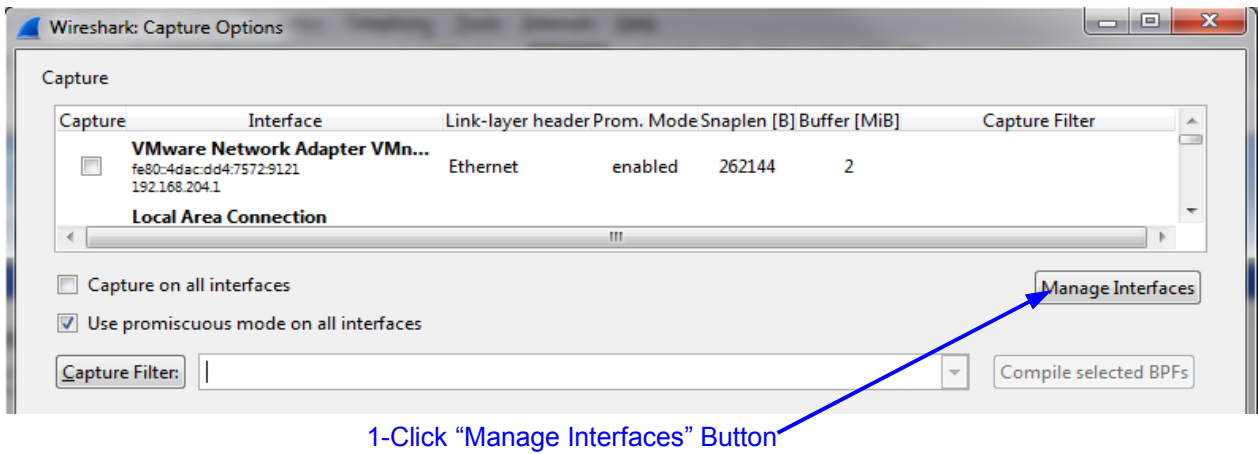 Wireshark: Capture Options
Capture
Capture Interface Link-layer header Prom. Mode Snaplen [B] Buffer [MiB] Capture Filter
VMware Network Adapter VMn...
fe80::4dac:dd4:7572:9121
192.168.204.1
Ethernet enabled 262144 2
Local Area Connection
Capture on all interfaces
Manage Interfaces
Use promiscuous mode on all interfaces
Capture Filter:
Compile selected BPFs
1-Click “Manage Interfaces” Button